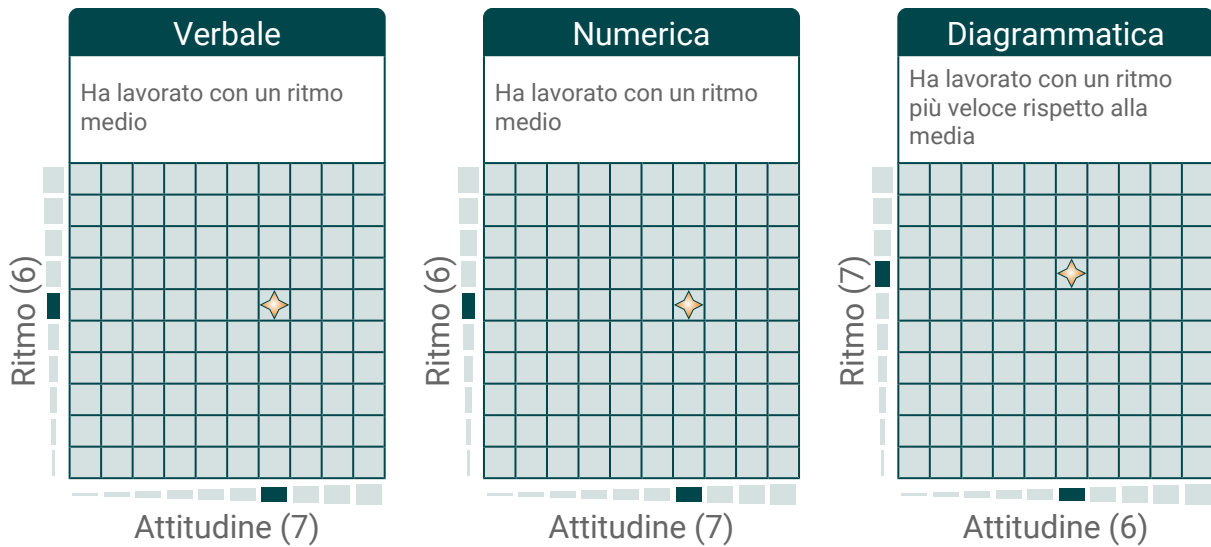 Verbale
Ha lavorato con un ritmo
medio
Ritmo (6)
Attitudine (7)
Numerica
Ha lavorato con un ritmo
medio
Ritmo (6)
Attitudine (7)
Diagrammatica
Ha lavorato con un ritmo
più veloce rispetto alla
media
Ritmo (7)
Attitudine (6)